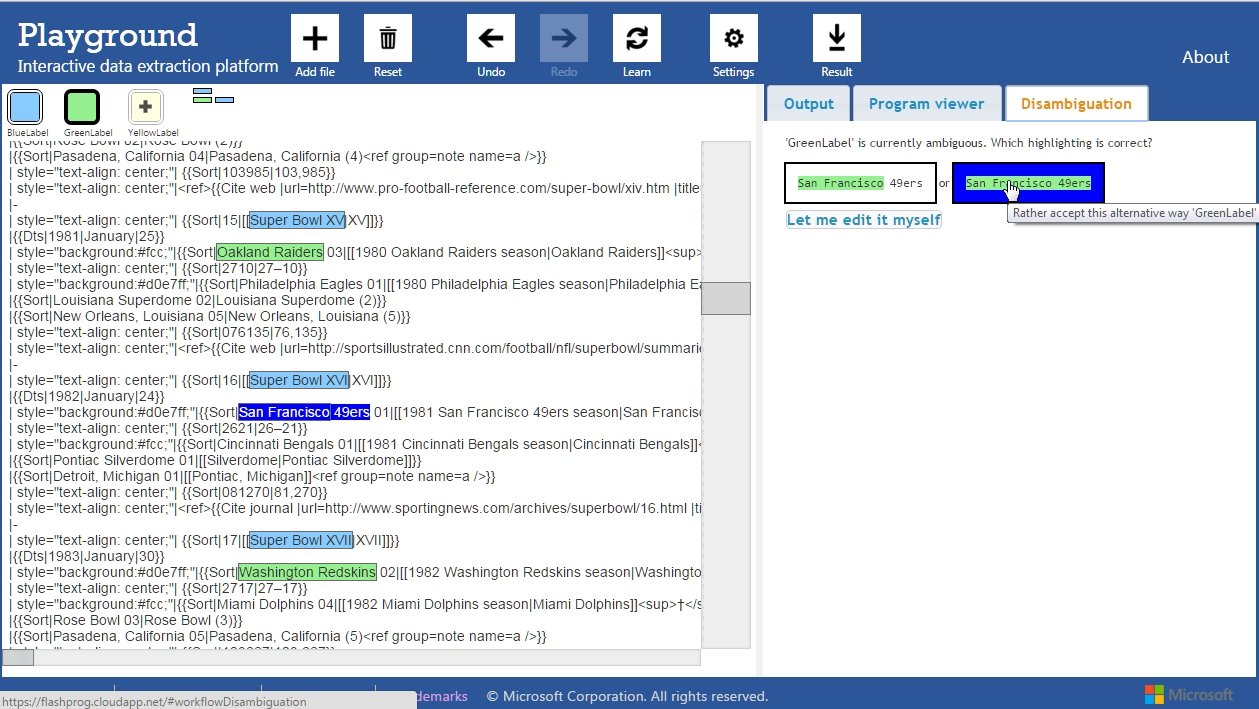 Playground
Interactive data extraction platform
Add file
Reset
Undo
Redo
Learn
Settings
Result
About
BlueLabel
GreenLabel
YellowLabel
Output
Program viewer
Disambiguation
|{{Sort|Rose Bowl 02|Rose Bowl (2)}}
|{{Sort|Pasadena, California 04|Pasadena, California (4)<ref group=note name=a />}}
| style="text-align: center;"| {{Sort|103985|103,985}}
| style="text-align: center;"|<ref>{{Cite web |url=http://www.pro-football-reference.com/super-bowl/xiv.htm |title
|-
| style="text-align: center;"| {{Sort|15|[[Super Bowl XV|XV]]}}
|{{Dts|1981|January|25}}
| style="background:#fcc;"|{{Sort|Oakland Raiders 03|[[1980 Oakland Raiders season|Oakland Raiders]]<sup>
| style="text-align: center;"| {{Sort|2710|27–10}}
| style="background:#d0e7ff;"|{{Sort|Philadelphia Eagles 01|[[1980 Philadelphia Eagles season|Philadelphia Ea
|{{Sort|Louisiana Superdome 02|Louisiana Superdome (2)}}
|{{Sort|New Orleans, Louisiana 05|New Orleans, Louisiana (5)}}
| style="text-align: center;"| {{Sort|076135|76,135}}
| style="text-align: center;"|<ref>{{Cite web |url=http://sportsillustrated.cnn.com/football/nfl/superbowl/summarie
|-
| style="text-align: center;"| {{Sort|16|[[Super Bowl XVI|XVI]]}}
|{{Dts|1982|January|24}}
| style="background:#d0e7ff;"|{{Sort|San Francisco 49ers 01|[[1981 San Francisco 49ers season|San Francisc
| style="text-align: center;"| {{Sort|2621|26–21}}
| style="background:#fcc;"|{{Sort|Cincinnati Bengals 01|[[1981 Cincinnati Bengals season|Cincinnati Bengals]]<
|{{Sort|Pontiac Silverdome 01|[[Silverdome|Pontiac Silverdome]]}}
|{{Sort|Detroit, Michigan 01|[[Pontiac, Michigan]]<ref group=note name=a />}}
| style="text-align: center;"| {{Sort|081270|81,270}}
| style="text-align: center;"|<ref>{{Cite journal |url=http://www.sportingnews.com/archives/superbowl/16.html |ti
|-
| style="text-align: center;"| {{Sort|17|[[Super Bowl XVII|XVII]]}}
|{{Dts|1983|January|30}}
| style="background:#d0e7ff;"|{{Sort|Washington Redskins 02|[[1982 Washington Redskins season|Washingto
| style="text-align: center;"| {{Sort|2717|27–17}}
| style="background:#fcc;"|{{Sort|Miami Dolphins 04|[[1982 Miami Dolphins season|Miami Dolphins]]<sup>†</s
|{{Sort|Rose Bowl 03|Rose Bowl (3)}}
|{{Sort|Pasadena, California 05|Pasadena, California (5)<ref group=note name=a />}}
'GreenLabel' is currently ambiguous. Which highlighting is correct?
San Francisco 49ers or San Francisco 49ers
Rather accept this alternative way 'GreenLabel'
Let me edit it myself
https://flashprog.cloudapp.net/#workflowDisambiguation
demarks © Microsoft Corporation. All rights reserved.
Microsoft